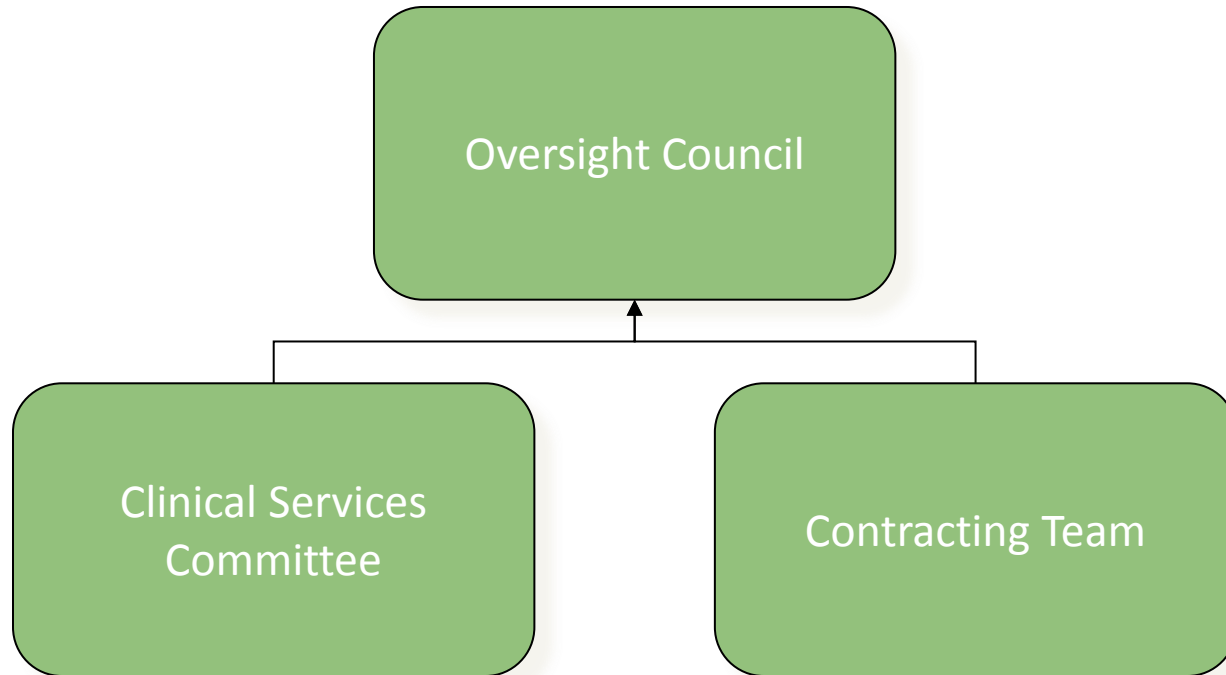 Oversight Council
Clinical Services
Committee
Contracting Team